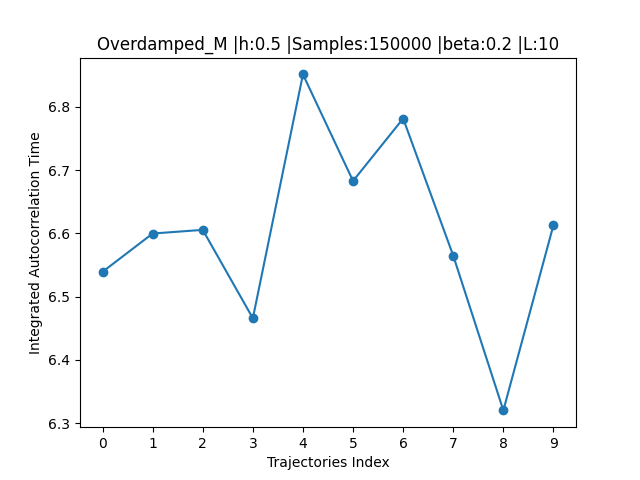 Overdamped_M |h:0.5 |Samples:150000 |beta:0.2 |L:10
Integrated Autocorrelation Time
6.8
6.7
6.6
6.5
6.4
6.3
0 1 2 3 4 5 6 7 8 9
Trajectories Index